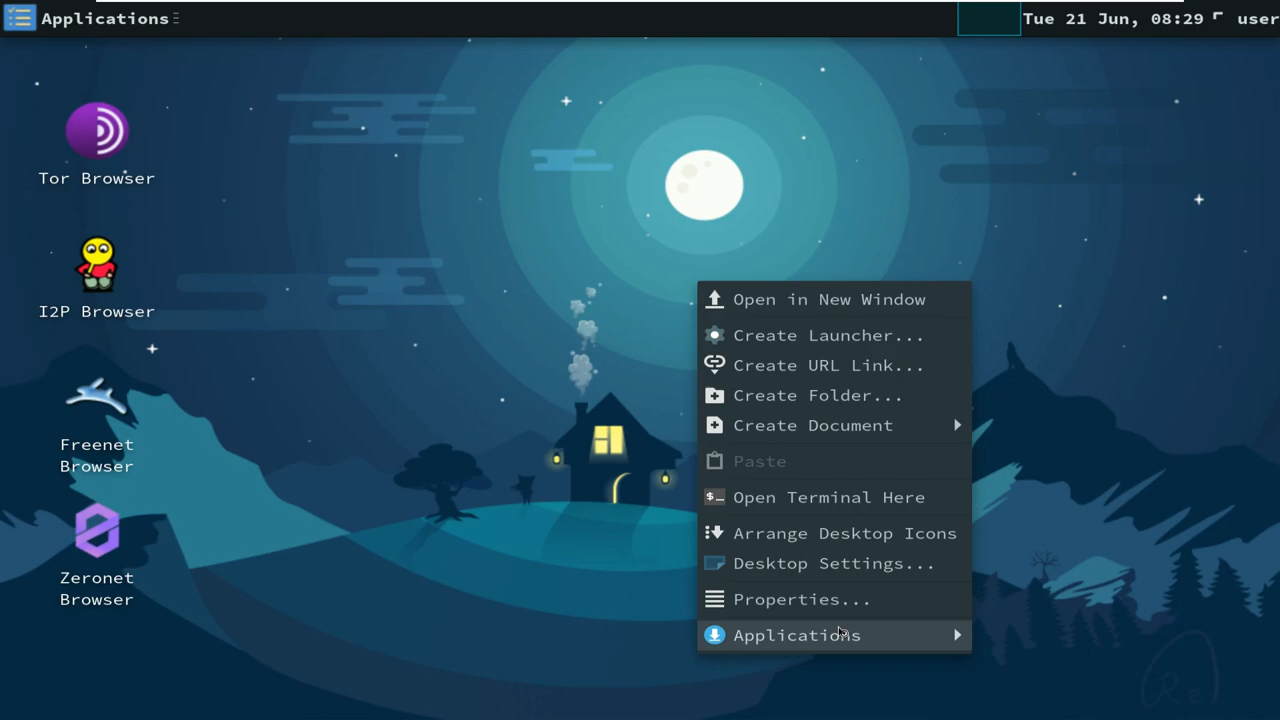 Applications
Tue 21 Jun, 08:29
user
Tor Browser
I2P Browser
Freenet
Browser
Zeronet
Browser
Open in New Window
Create Launcher...
Create URL Link...
Create Folder...
Create Document
Paste
Open Terminal Here
Arrange Desktop Icons
Desktop Settings...
Properties...
Applications